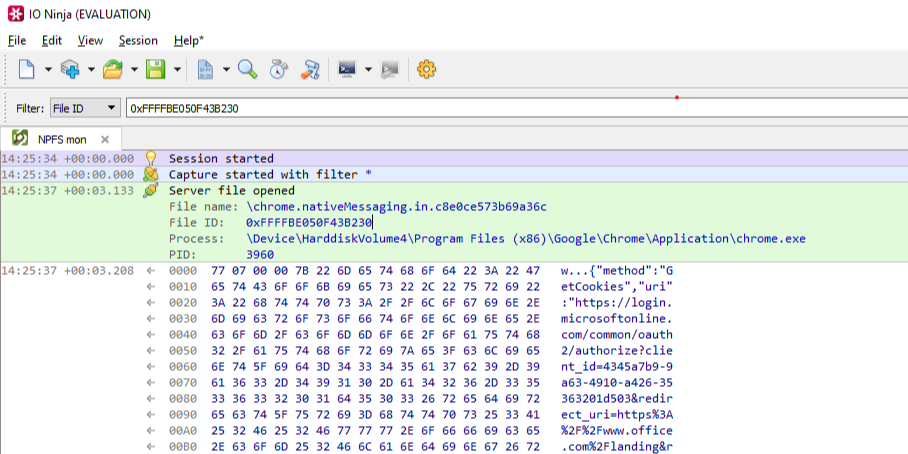 IO Ninja (EVALUATION)
File Edit View Session Help*
Filter: File ID 0xFFFFBE050F43B230
NPFS mon
14:25:34 +00:00.000 Session started
14:25:34 +00:00.000 Capture started with filter *
14:25:37 +00:03.133 Server file opened
File name: \chrome.nativeMessaging.in.c8e0ce573b69a36c
File ID: 0xFFFFBE050F43B230
Process: \Device\HarddiskVolume4\Program Files (x86)\Google\Chrome\Application\chrome.exe
PID: 3960
14:25:37 +00:03.208 ← 0000 77 07 00 00 7B 22 6D 65 74 68 6F 64 22 3A 22 47 w...{"method":"G
← 0010 65 74 43 6F 6F 6B 69 65 73 22 2C 22 75 72 69 22 etCookies","uri"
← 0020 3A 22 68 74 74 70 73 3A 2F 2F 6C 6F 67 69 6E 2E :"https://login.
← 0030 6D 69 63 72 6F 73 6F 66 74 6F 6E 6C 69 6E 65 2E microsoftonline.
← 0040 63 6F 6D 2F 63 6F 6D 6D 6F 6E 2F 6F 61 75 74 68 com/common/oauth
← 0050 32 2F 61 75 74 68 6F 72 69 7A 65 3F 63 6C 69 65 2/authorize?clie
← 0060 6E 74 5F 69 64 3D 34 33 34 35 61 37 62 39 2D 39 nt_id=4345a7b9-9
← 0070 61 36 33 2D 34 39 31 30 2D 61 34 32 36 2D 33 35 a63-4910-a426-35
← 0080 33 36 33 32 30 31 64 35 30 33 26 72 65 64 69 72 363201d503&redir
← 0090 65 63 74 5F 75 72 69 3D 68 74 74 70 73 25 33 41 ect_uri=https%3A
← 00A0 25 32 46 25 32 46 77 77 77 2E 6F 66 66 69 63 65 %2F%2Fwww.office
← 00B0 2E 63 6F 6D 25 32 46 6C 61 6E 64 69 6E 67 26 72 .com%2Flanding&r